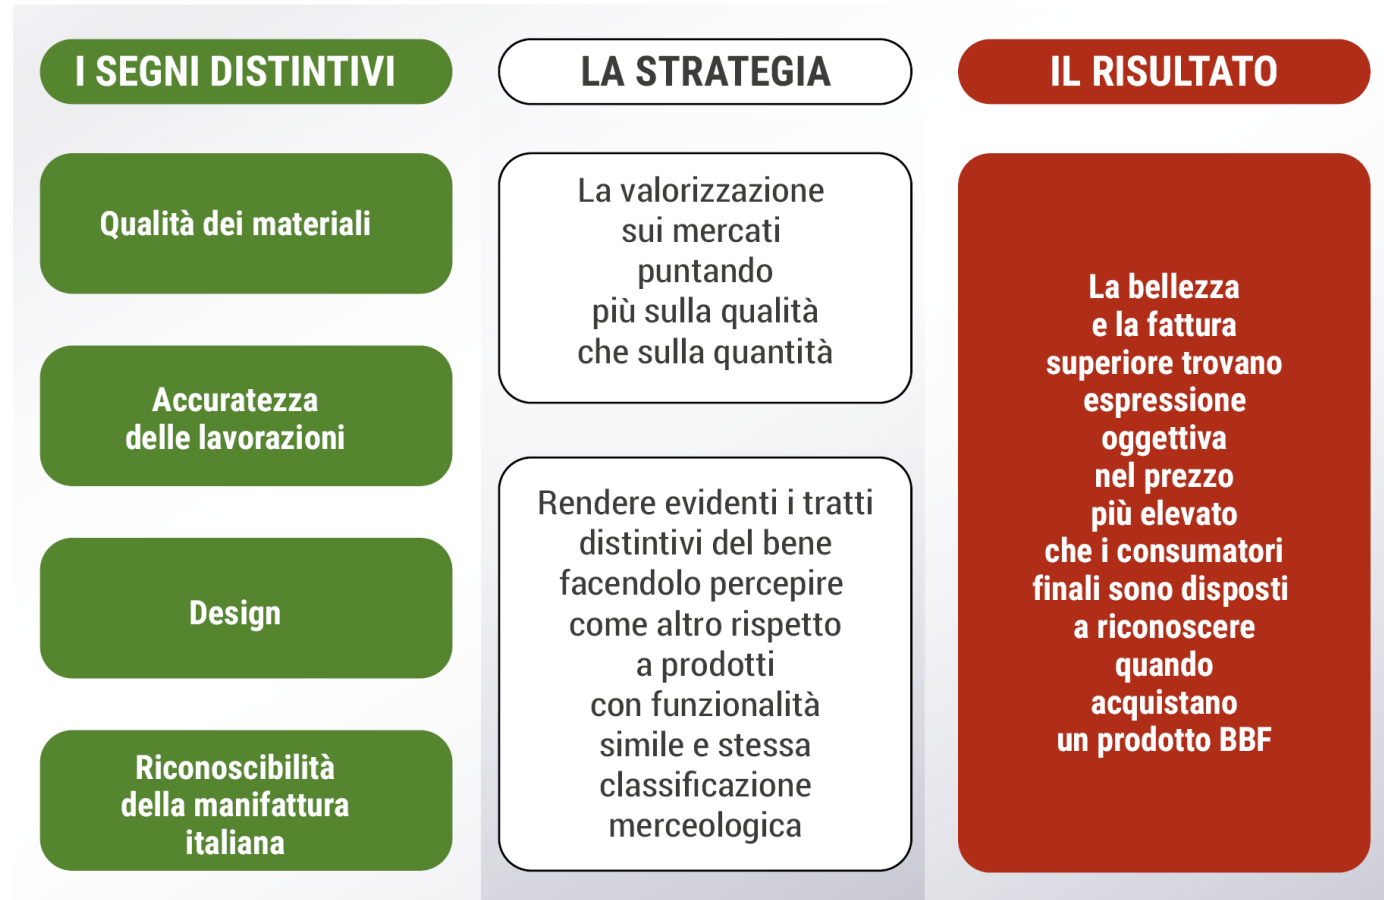 I SEGNI DISTINTIVI
Qualità dei materiali
Accuratezza
delle lavorazioni
Design
Riconoscibilità
della manifattura
italiana
LA STRATEGIA
La valorizzazione
sui mercati
puntando
più sulla qualità
che sulla quantità
Rendere evidenti i tratti
distintivi del bene
facendolo percepire
come altro rispetto
a prodotti
con funzionalità
simile e stessa
classificazione
merceologica
IL RISULTATO
La bellezza
e la fattura
superiore trovano
espressione
oggettiva
nel prezzo
più elevato
che i consumatori
finali sono disposti
a riconoscere
quando
acquistano
un prodotto BBF